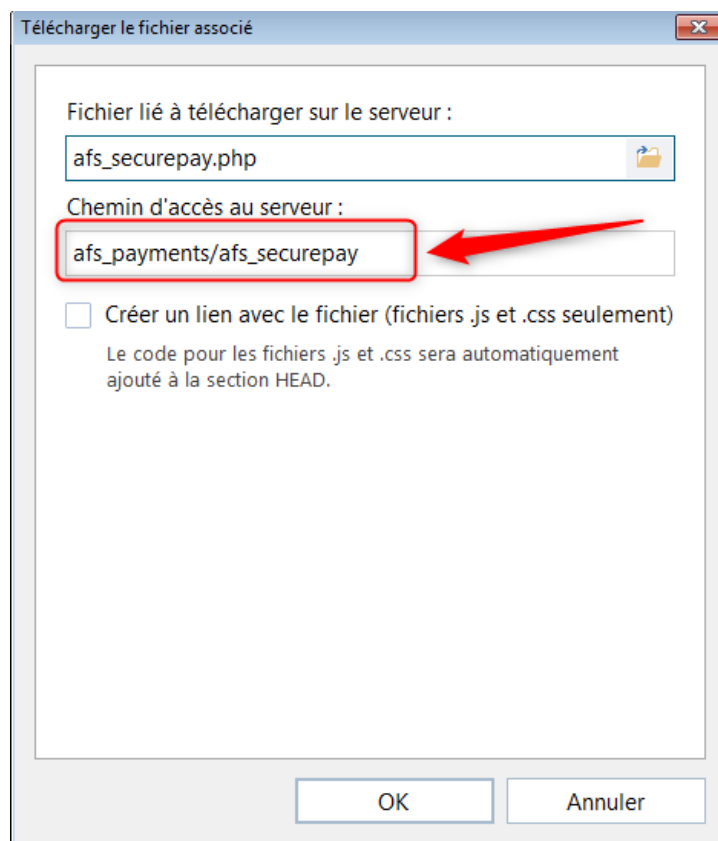 Télécharger le fichier associé
Fichier lié à télécharger sur le serveur :
afs_securepay.php
Chemin d'accès au serveur :
afs_payments/afs_securepay
Créer un lien avec le fichier (fichiers .js et .css seulement)
Le code pour les fichiers .js et .css sera automatiquement
ajouté à la section HEAD.
OK
Annuler